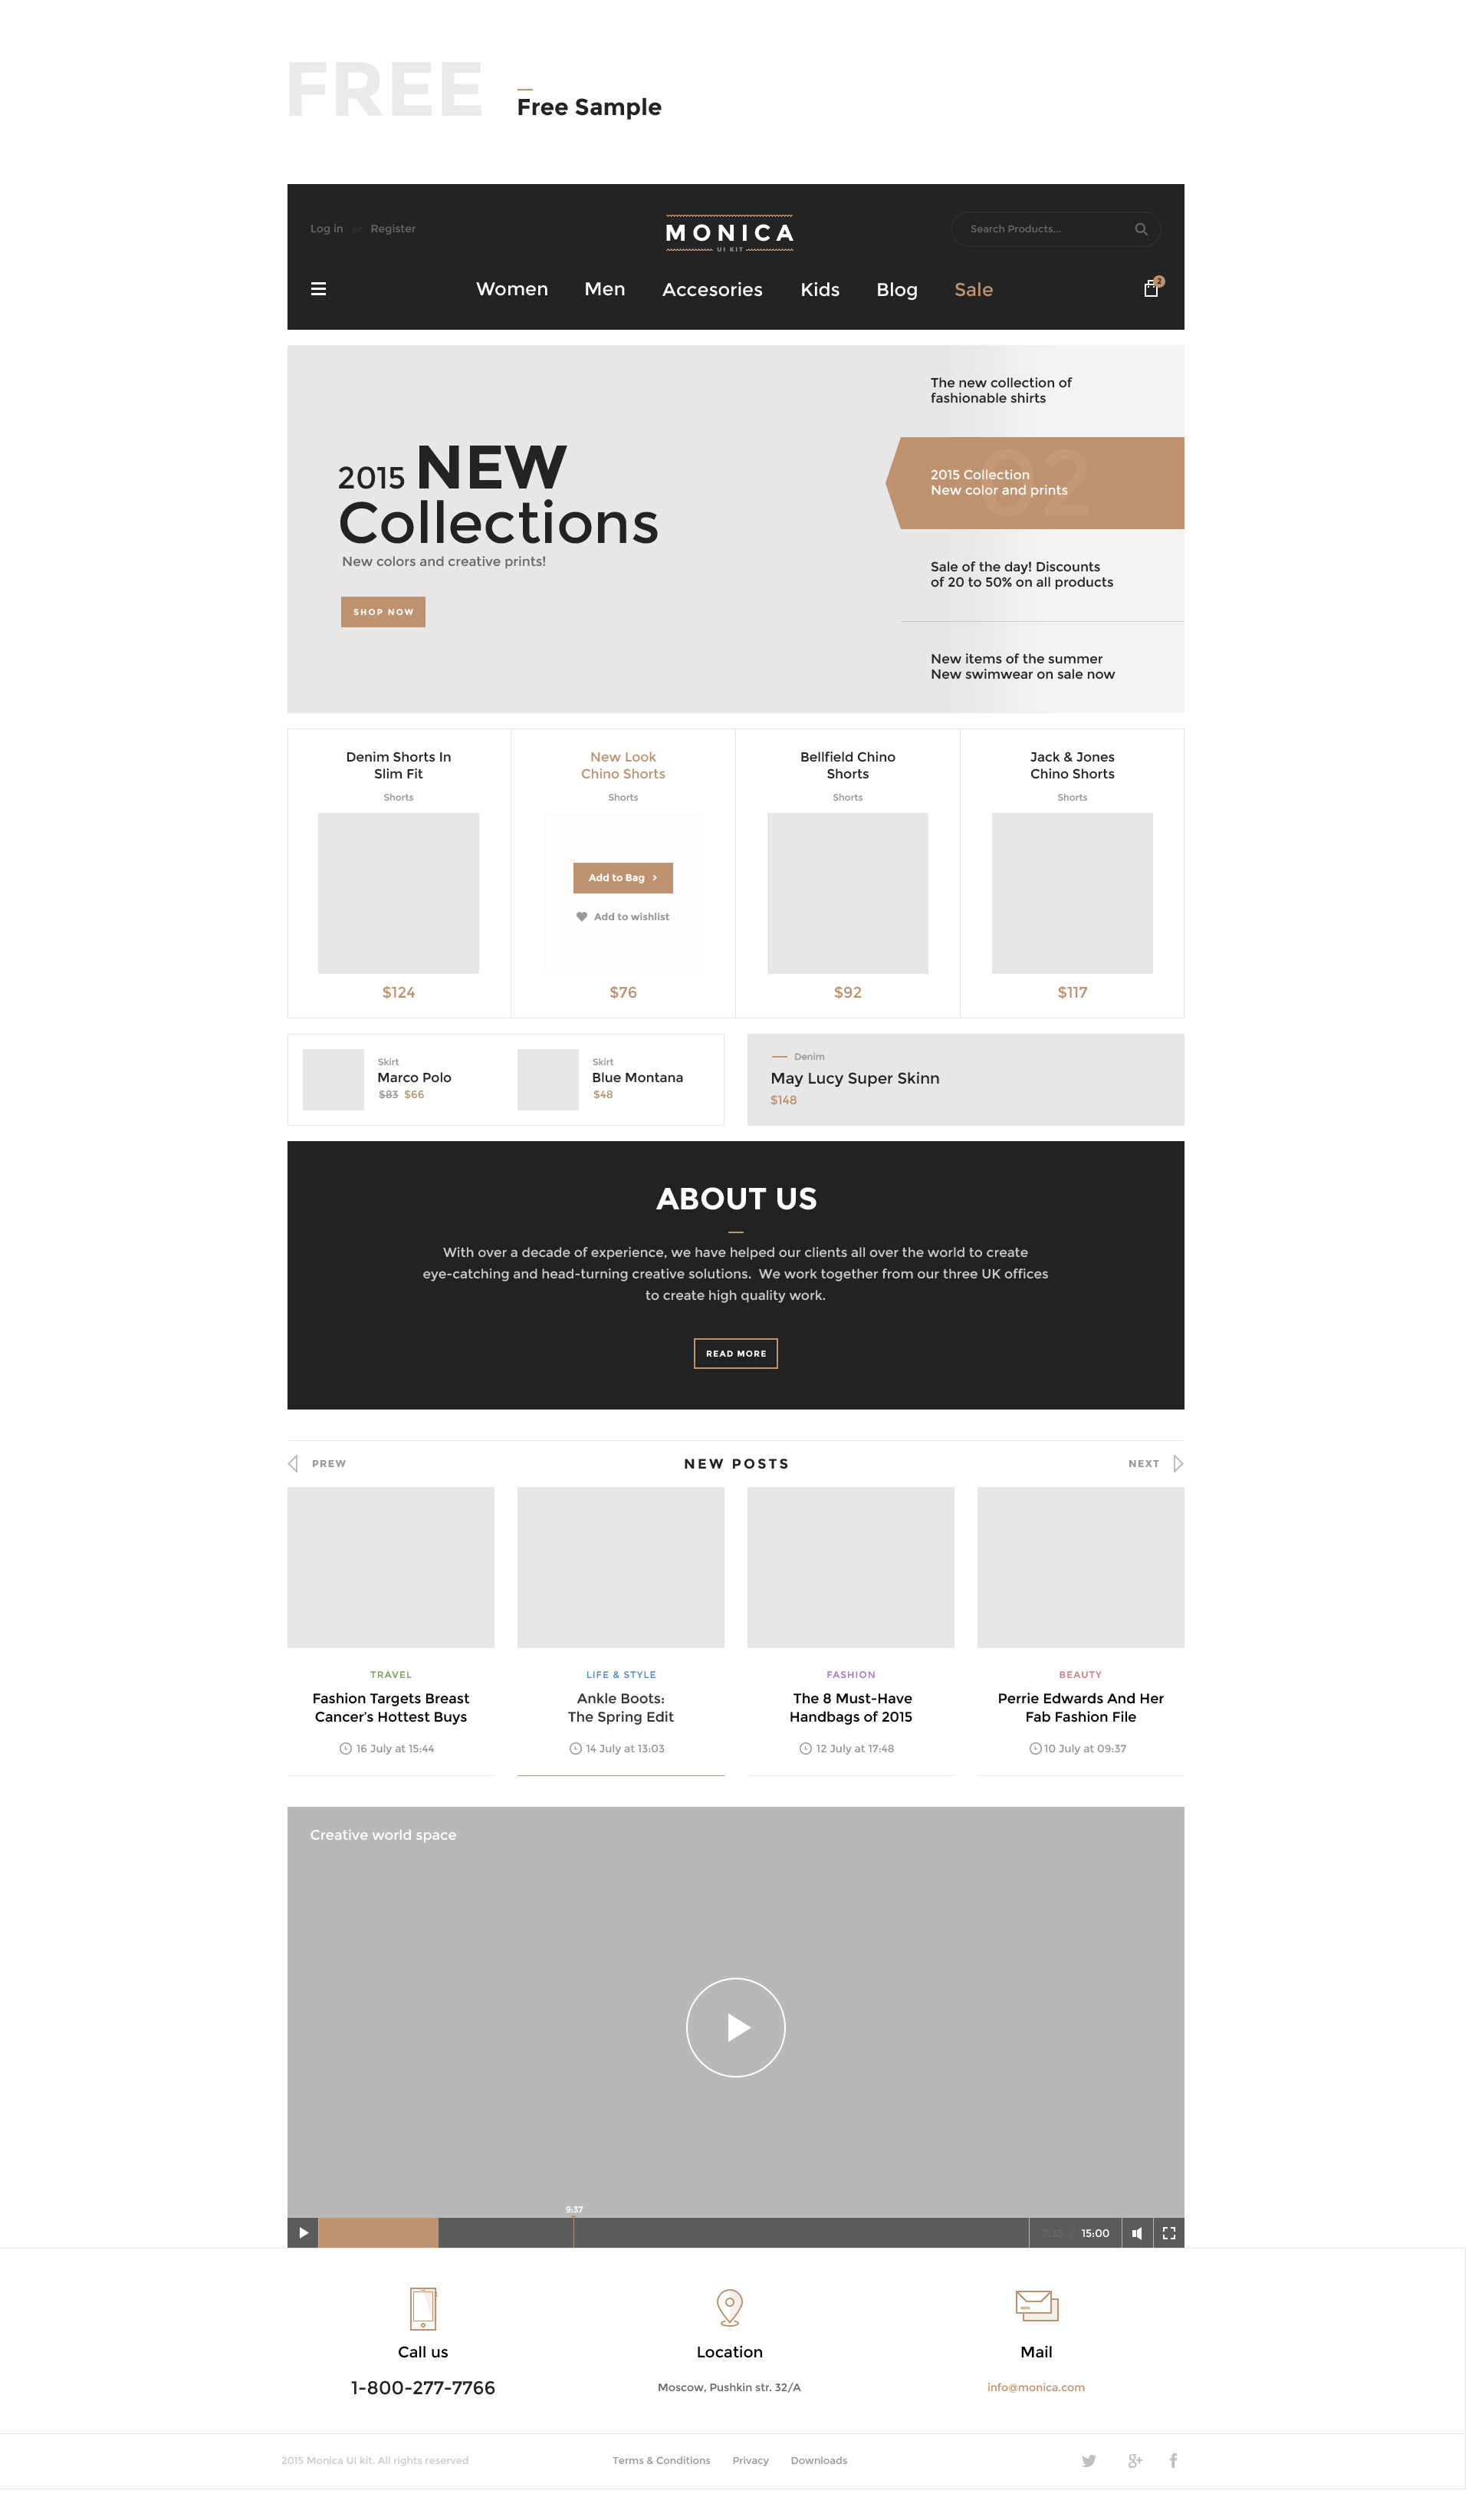 FREE
Free Sample
Log in or Register
MONICA
UI KIT
Search Products...
Women Men Accesories Kids Blog Sale
2
The new collection of
fashionable shirts
2015 NEW
Collections
New colors and creative prints!
SHOP NOW
02
2015 Collection
New color and prints
Sale of the day! Discounts
of 20 to 50% on all products
New items of the summer
New swimwear on sale now
Denim Shorts In
Slim Fit
Shorts
$124
New Look
Chino Shorts
Shorts
Add to Bag
Add to wishlist
$76
Bellfield Chino
Shorts
Shorts
$92
Jack & Jones
Chino Shorts
Shorts
$117
Skirt
Marco Polo
$83 $66
Skirt
Blue Montana
$48
Denim
May Lucy Super Skinn
$148
ABOUT US
With over a decade of experience, we have helped our clients all over the world to create
eye-catching and head-turning creative solutions. We work together from our three UK offices
to create high quality work.
READ MORE
PREW
NEW POSTS
NEXT
TRAVEL
Fashion Targets Breast
Cancer's Hottest Buys
16 July at 15:44
LIFE & STYLE
Ankle Boots:
The Spring Edit
14 July at 13:03
FASHION
The 8 Must-Have
Handbags of 2015
12 July at 17:48
BEAUTY
Perrie Edwards And Her
Fab Fashion File
10 July at 09:37
Creative world space
9:37
/ 15:00
Call us
1-800-277-7766
Location
Moscow, Pushkin str. 32/A
Mail
info@monica.com
2015 Monica UI kit. All rights reserved
Terms & Conditions Privacy Downloads